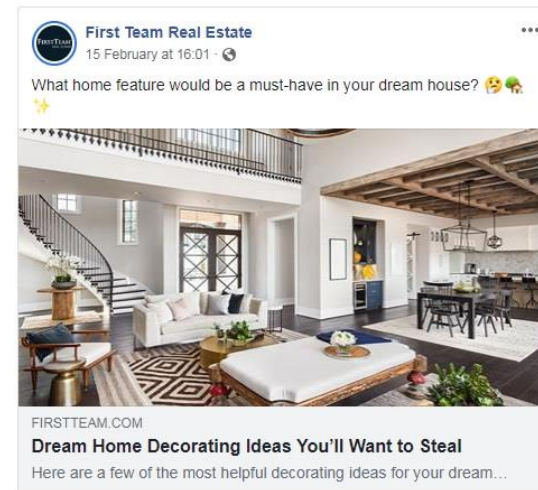 FIRSTTEAM
First Team Real Estate
15 February at 16:01 ·
What home feature would be a must-have in your dream house? 🤔🏡
✨
FIRSTTEAM.COM
Dream Home Decorating Ideas You’ll Want to Steal
Here are a few of the most helpful decorating ideas for your dream…